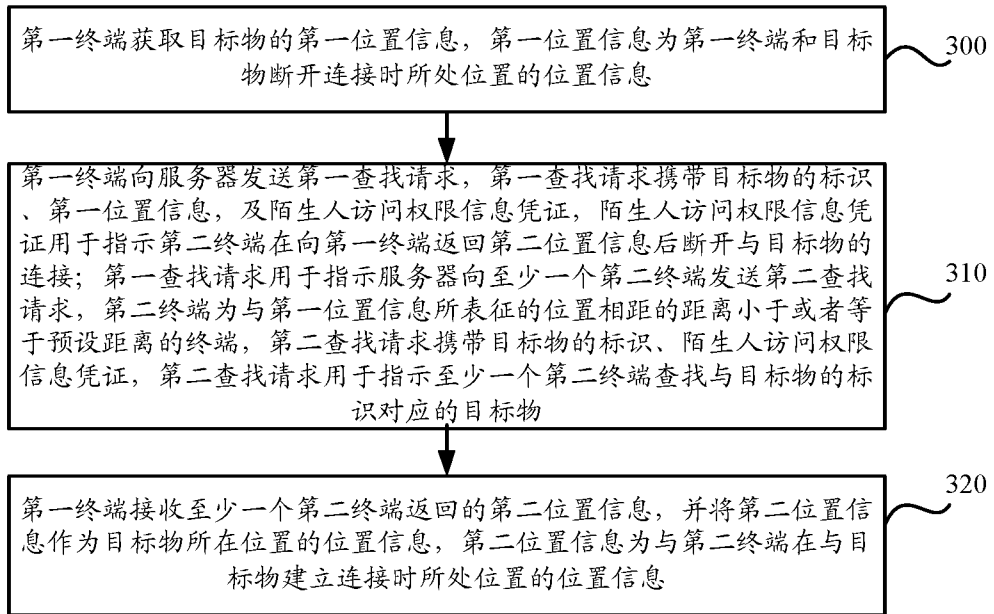 第一终端获取目标物的第一位置信息，第一位置信息为第一终端和目标
物断开连接时所处位置的位置信息
300
第一终端向服务器发送第一查找请求，第一查找请求携带目标物的标识
、第一位置信息，及陌生人访问权限信息凭证，陌生人访问权限信息凭
证用于指示第二终端在向第一终端返回第二位置信息后断开与目标物的
连接；第一查找请求用于指示服务器向至少一个第二终端发送第二查找
请求，第二终端为与第一位置信息所表征的位置相距的距离小于或者等
于预设距离的终端，第二查找请求携带目标物的标识、陌生人访问权限
信息凭证，第二查找请求用于指示至少一个第二终端查找与目标物的标
识对应的目标物
310
第一终端接收至少一个第二终端返回的第二位置信息，并将第二位置信
息作为目标物所在位置的位置信息，第二位置信息为与第二终端在与目
标物建立连接时所处位置的位置信息
320